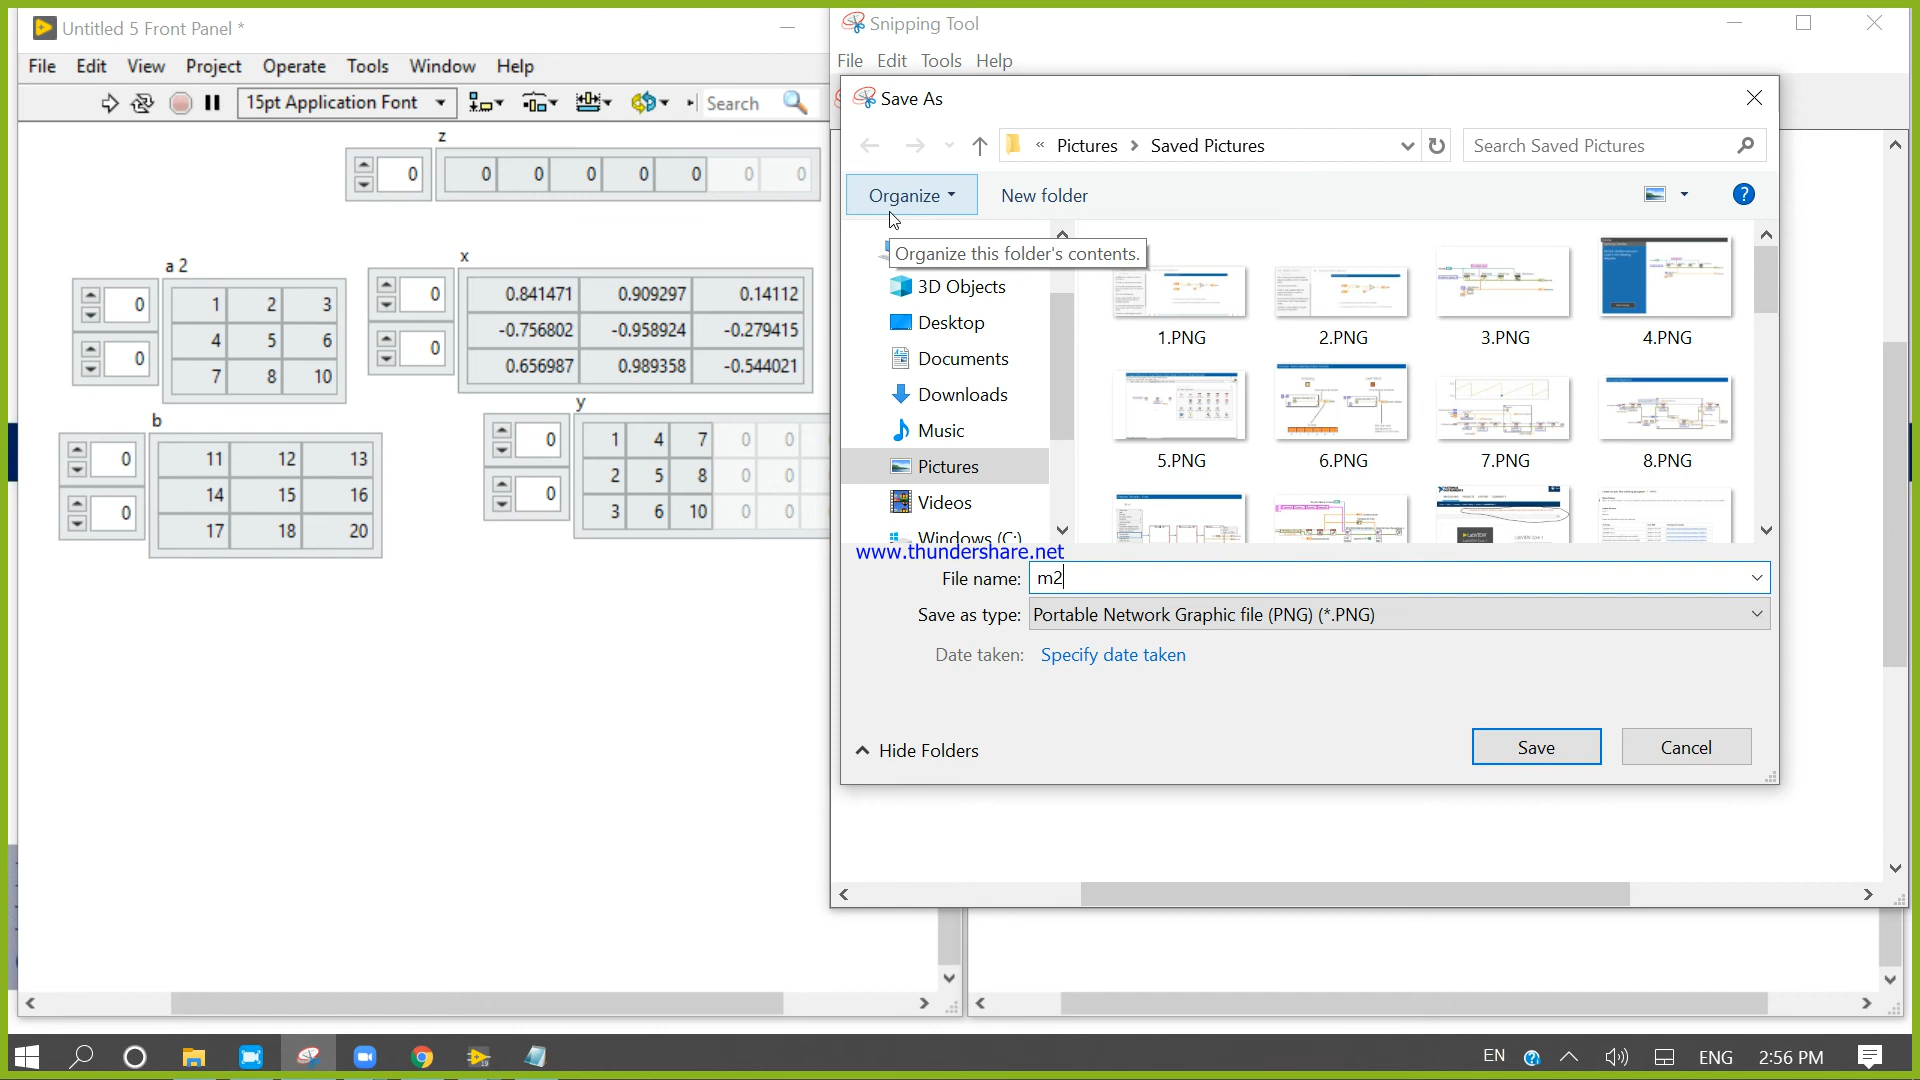 Untitled 5 Front Panel *
File Edit View Project Operate Tools Window Help
15pt Application Font
Search
z
0 0 0 0 0 0 0 0
a 2
0 1 2 3
0 4 5 6
7 8 10
x
0 0.841471 0.909297 0.14112
0 -0.756802 -0.958924 -0.279415
0.656987 0.989358 -0.544021
b
0 11 12 13
0 14 15 16
17 18 20
y
0 1 4 7 0 0
0 2 5 8 0 0
3 6 10 0 0
Snipping Tool
File Edit Tools Help
Save As
« Pictures > Saved Pictures
Search Saved Pictures
Organize
New folder
?
Organize this folder's contents.
3D Objects
Desktop
Documents
Downloads
Music
Pictures
Videos
Windows (C:)
1.PNG 2.PNG 3.PNG 4.PNG
5.PNG 6.PNG 7.PNG 8.PNG
www.thundershare.net
File name: m2
Save as type: Portable Network Graphic file (PNG) (*.PNG)
Date taken: Specify date taken
Hide Folders
Save
Cancel
EN
ENG
2:56 PM